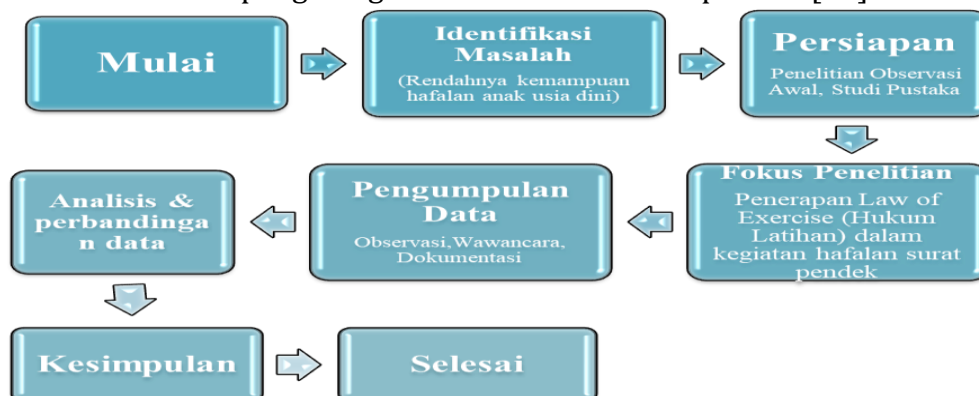 Mulai
Identifikasi
Masalah
(Rendahnya kemampuan
hafalan anak usia dini)
Persiapan
Penelitian Observasi
Awal, Studi Pustaka
Fokus Penelitian
Penerapan Law of
Exercise (Hukum
Latihan) dalam
kegiatan hafalan surat
pendek
Pengumpulan
Data
Observasi,Wawancara,
Dokumentasi
Analisis &
perbandinga
n data
Kesimpulan
Selesai